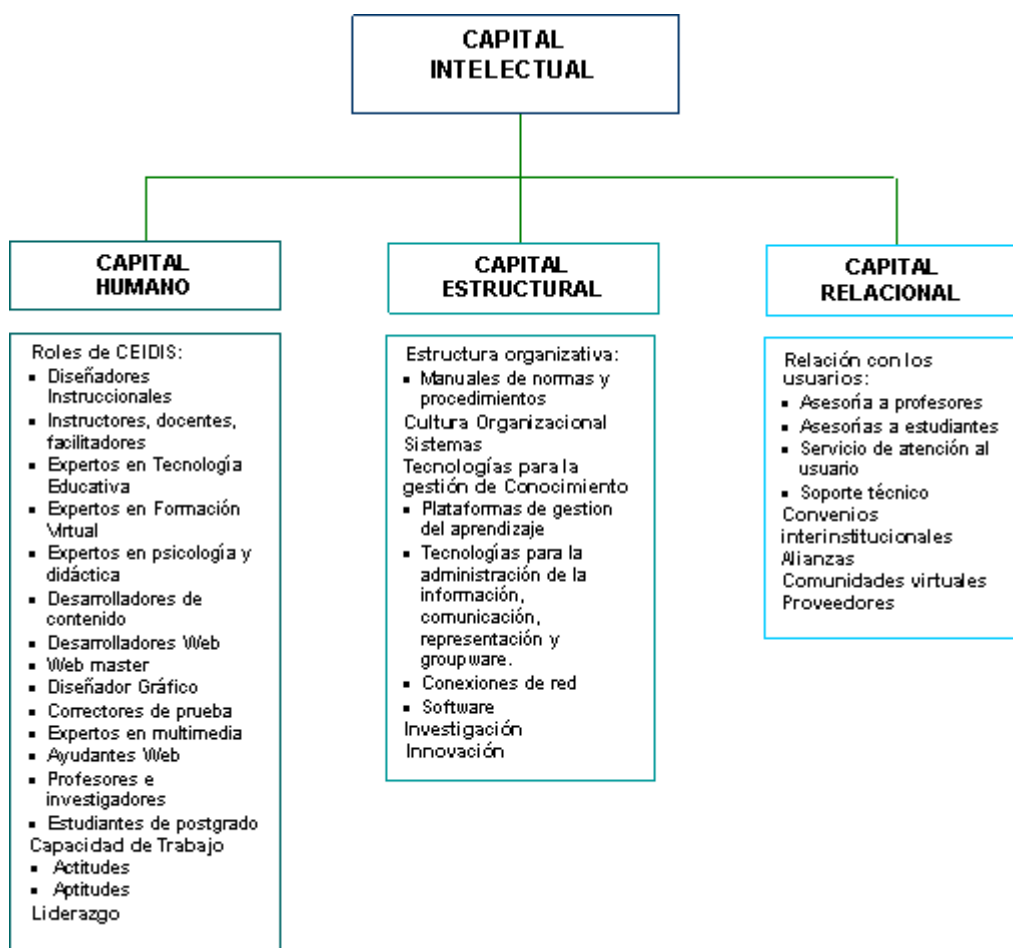 CAPITAL
INTELECTUAL
CAPITAL
HUMANO
Roles de CEIDIS:
▪ Diseñadores
Instruccionales
▪ Instructores, docentes,
facilitadores
▪ Expertos en Tecnología
Educativa
▪ Expertos en Formación
Virtual
▪ Expertos en psicología y
didáctica
▪ Desarrolladores de
contenido
▪ Desarrolladores Web
▪ Web master
▪ Diseñador Gráfico
▪ Correctores de prueba
▪ Expertos en multimedia
▪ Ayudantes Web
▪ Profesores e
investigadores
▪ Estudiantes de postgrado
Capacidad de Trabajo
▪ Actitudes
▪ Aptitudes
Liderazgo
CAPITAL
ESTRUCTURAL
Estructura organizativa:
▪ Manuales de normas y
procedimientos
Cultura Organizacional
Sistemas
Tecnologías para la
gestión de Conocimiento
▪ Plataformas de gestion
del aprendizaje
▪ Tecnologías para la
administración de la
información,
comunicación,
representación y
groupware.
▪ Conexiones de red
▪ Software
Investigación
Innovación
CAPITAL
RELACIONAL
Relación con los
usuarios:
▪ Asesoría a profesores
▪ Asesorías a estudiantes
▪ Servicio de atención al
usuario
▪ Soporte técnico
Convenios
interinstitucionales
Alianzas
Comunidades virtuales
Proveedores